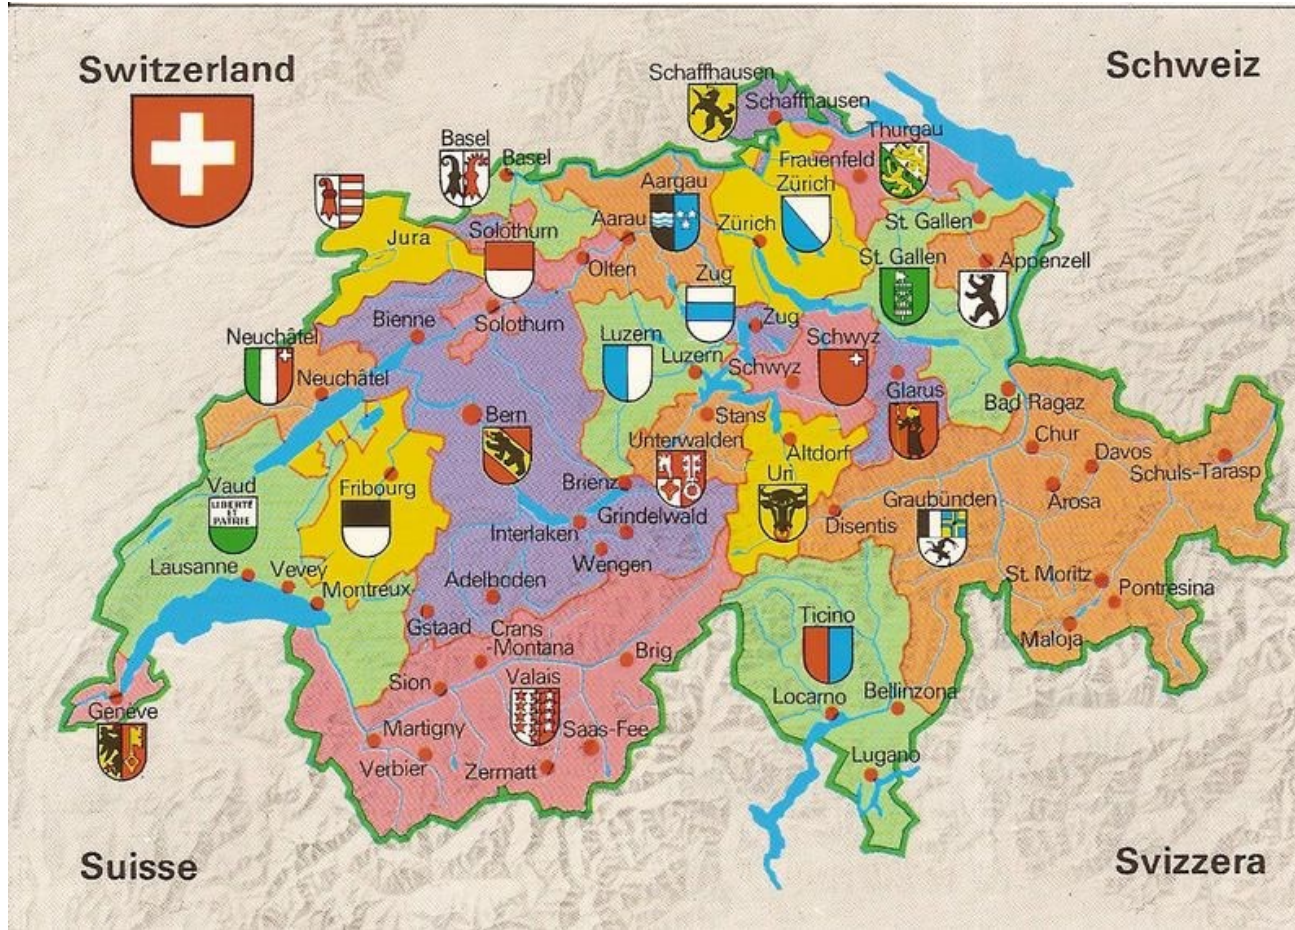 Switzerland
Schweiz
Schaffhausen
Schaffhausen
Basel
Basel
Thurgau
Frauenfeld
Aargau
Zürich
Jura
Solothurn
Aarau
Zürich
St. Gallen
Olten
Zug
St. Gallen
Appenzell
Bienne
Solothurn
Zug
Neuchâtel
Luzern
Schwyz
Luzern
Neuchâtel
Schwyz
Glarus
Bad Ragaz
Bern
Stans
Unterwalden
Altdorf
Chur
Davos
Schuls-Tarasp
Vaud
LIBERTÉ
ET
PATRIE
Fribourg
Brienz
Uri
Graubünden
Arosa
Interlaken
Grindelwald
Disentis
Wengen
Lausanne
Vevey
Montreux
Adelboden
St. Moritz
Pontresina
Gstaad
Crans
-Montana
Ticino
Maloja
Brig
Sion
Valais
Locarno
Bellinzona
Genève
Martigny
Saas-Fee
Verbier
Zermatt
Lugano
Suisse
Svizzera